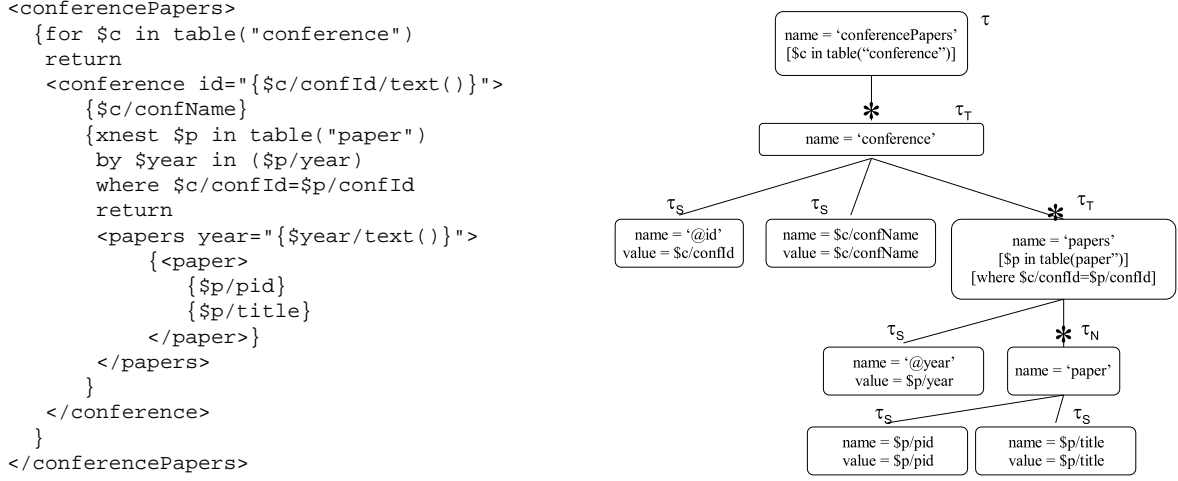 <conferencePapers>
{for $c in table("conference")
return
<conference id="{$c/confId/text()}">
{$c/confName}
{xnest $p in table("paper")
by $year in ($p/year)
where $c/confId=$p/confId
return
<papers year="{$year/text()}">
{<paper>
{$p/pid}
{$p/title}
</paper>}
</papers>
}
</conference>
}
</conferencePapers>
τ
name = ‘conferencePapers’
[$c in table(“conference”)]
* τT
name = ‘conference’
τS
name = ‘@id’
value = $c/confId
τS
name = $c/confName
value = $c/confName
* τT
name = ‘papers’
[$p in table(paper”)]
[where $c/confId=$p/confId]
τS
name = ‘@year’
value = $p/year
* τN
name = ‘paper’
τS
name = $p/pid
value = $p/pid
τS
name = $p/title
value = $p/title